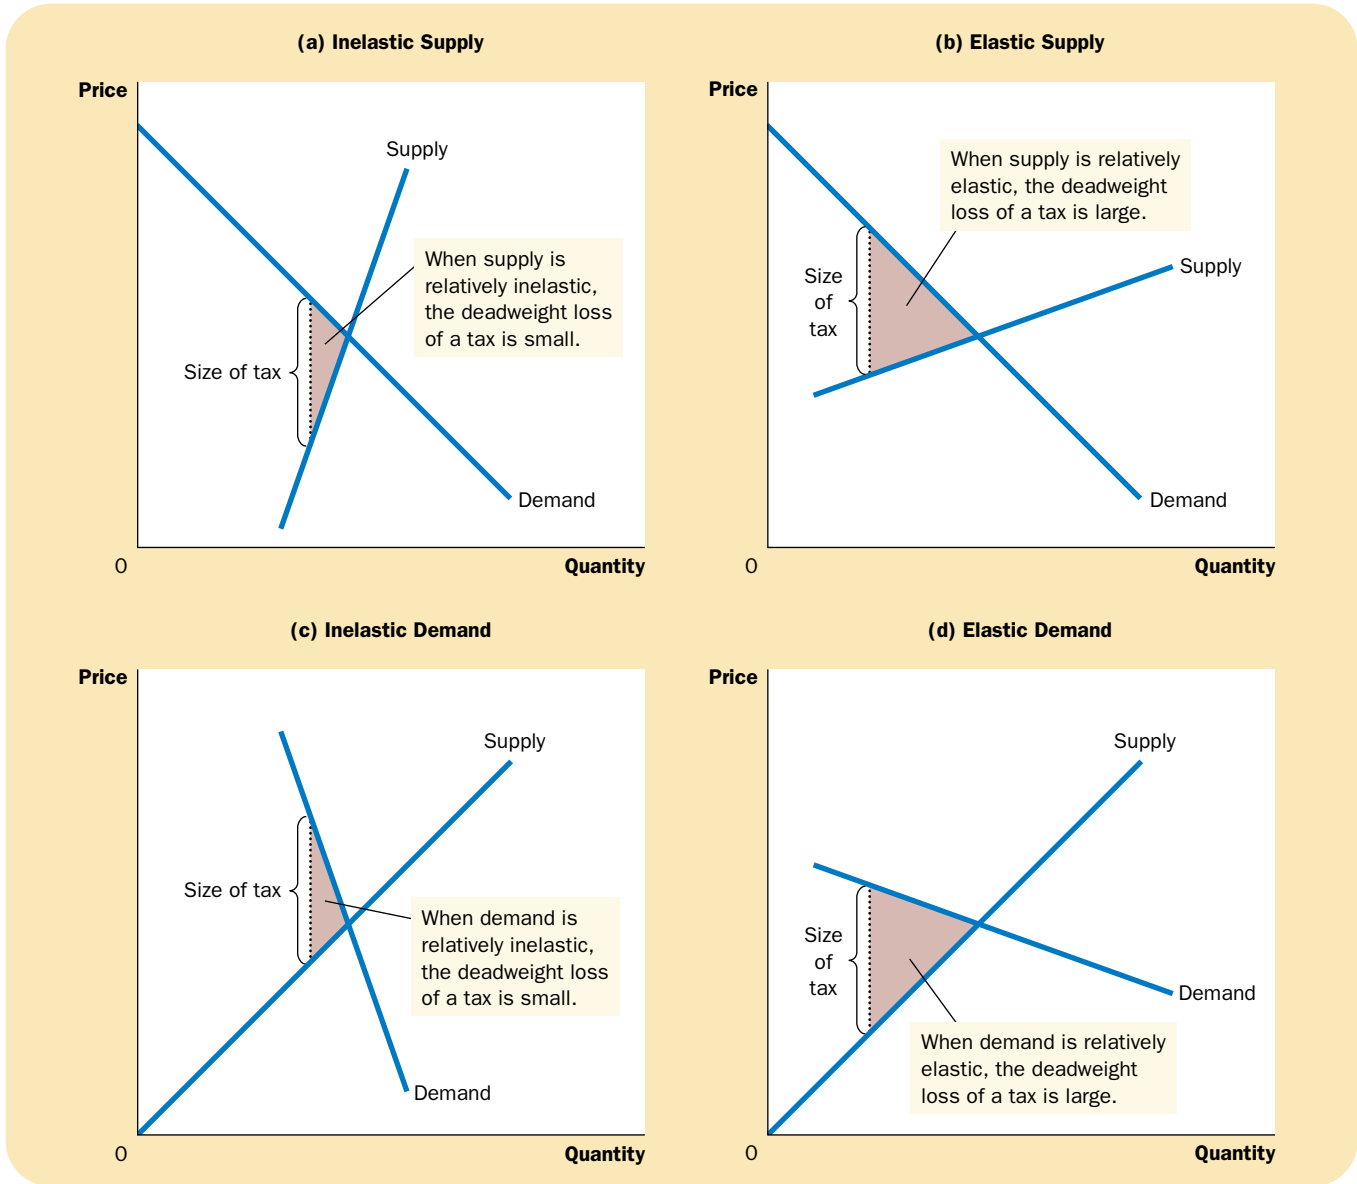 (a) Inelastic Supply
Price
Supply
When supply is
relatively inelastic,
the deadweight loss
of a tax is small.
Size of tax
Demand
0
Quantity
(b) Elastic Supply
Price
When supply is relatively
elastic, the deadweight
loss of a tax is large.
Supply
Size
of
tax
Demand
0
Quantity
(c) Inelastic Demand
Price
Supply
Size of tax
When demand is
relatively inelastic,
the deadweight loss
of a tax is small.
Demand
0
Quantity
(d) Elastic Demand
Price
Supply
Size
of
tax
Demand
When demand is relatively
elastic, the deadweight
loss of a tax is large.
0
Quantity